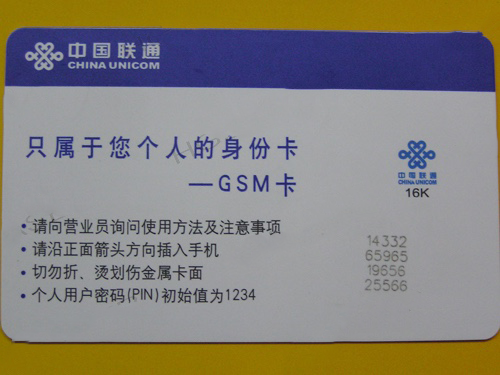 中国联通
CHINA UNICOM
只属于您个人的身份卡
—GSM卡
中国联通
CHINA UNICOM
16K
·请向营业员询问使用方法及注意事项
·请沿正面箭头方向插入手机
·切勿折、烫划伤金属卡面
·个人用户密码(PIN)初始值为1234
14332
65965
19656
25566